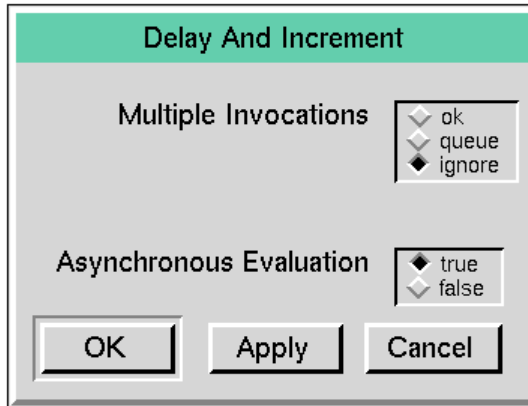 Delay And Increment
Multiple Invocations
ok
queue
ignore
Asynchronous Evaluation
true
false
OK Apply Cancel